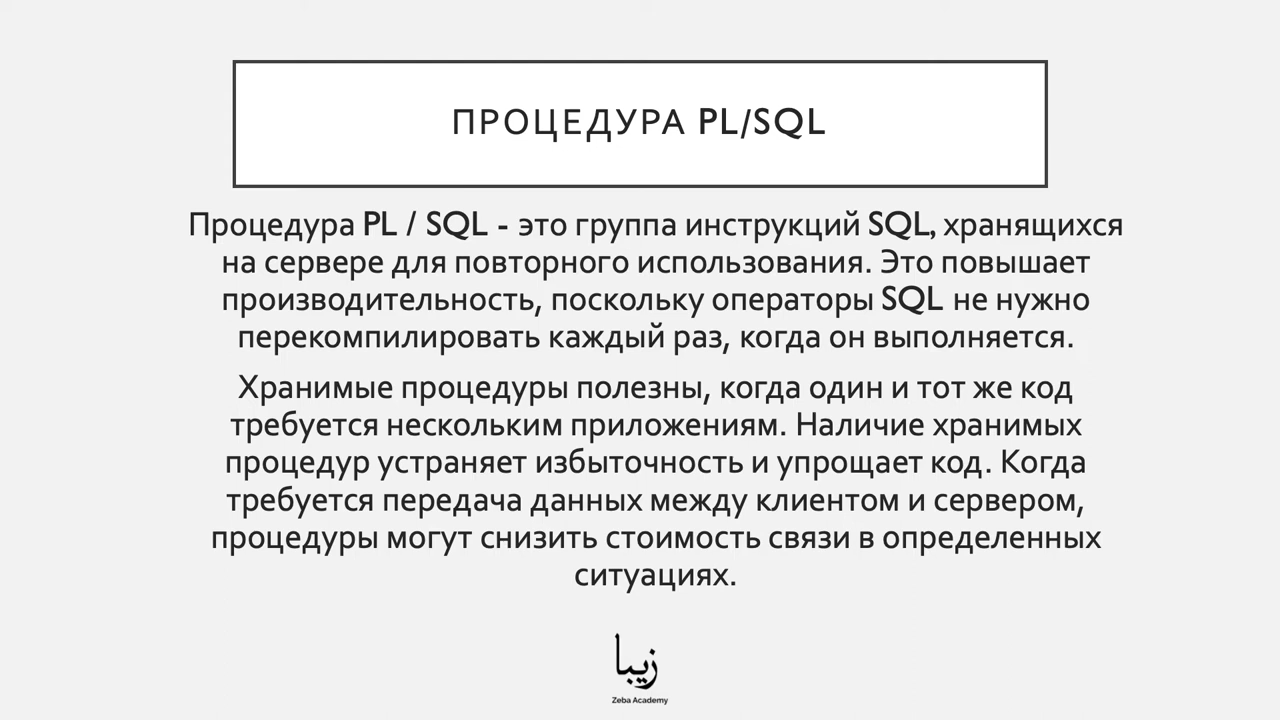 ПРОЦЕДУРА PL/SQL
Процедура PL / SQL - это группа инструкций SQL, хранящихся
на сервере для повторного использования. Это повышает
производительность, поскольку операторы SQL не нужно
перекомпилировать каждый раз, когда он выполняется.
Хранимые процедуры полезны, когда один и тот же код
требуется нескольким приложениям. Наличие хранимых
процедур устраняет избыточность и упрощает код. Когда
требуется передача данных между клиентом и сервером,
процедуры могут снизить стоимость связи в определенных
ситуациях.
زيبا
Zeba Academy